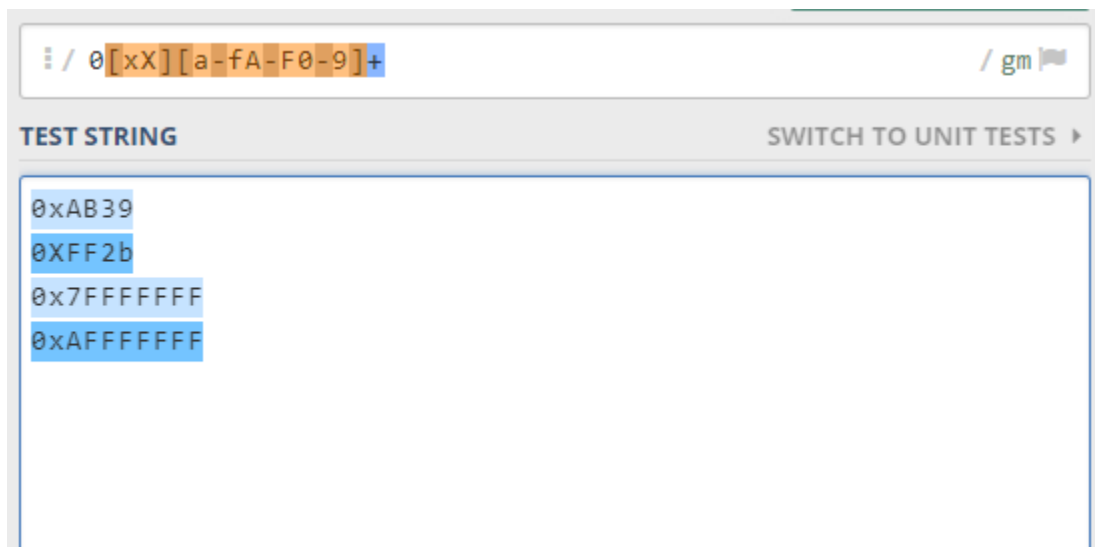 / 0[xX][a-fA-F0-9]+ / gm
TEST STRING SWITCH TO UNIT TESTS
0xAB39
0XFF2b
0x7FFFFFFF
0xAFFFFFFF